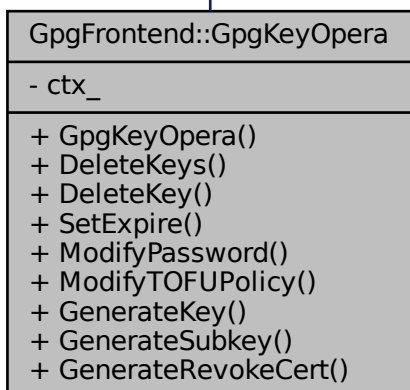 GpgFrontend::GpgKeyOpera
- ctx_
+ GpgKeyOpera()
+ DeleteKeys()
+ DeleteKey()
+ SetExpire()
+ ModifyPassword()
+ ModifyTOFUPolicy()
+ GenerateKey()
+ GenerateSubkey()
+ GenerateRevokeCert()